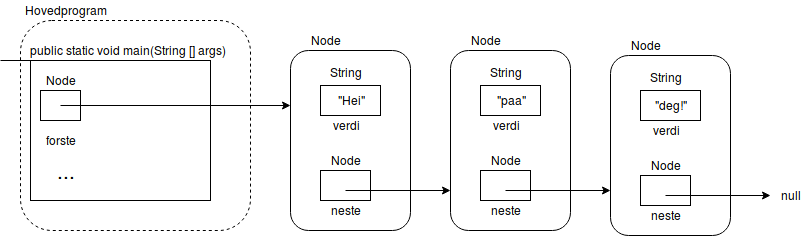 Hovedprogram
public static void main(String [] args)
Node
forste
...
Node
String
"Hei"
verdi
Node
neste
Node
String
"paa"
verdi
Node
neste
Node
String
"deg!"
verdi
Node
neste
null